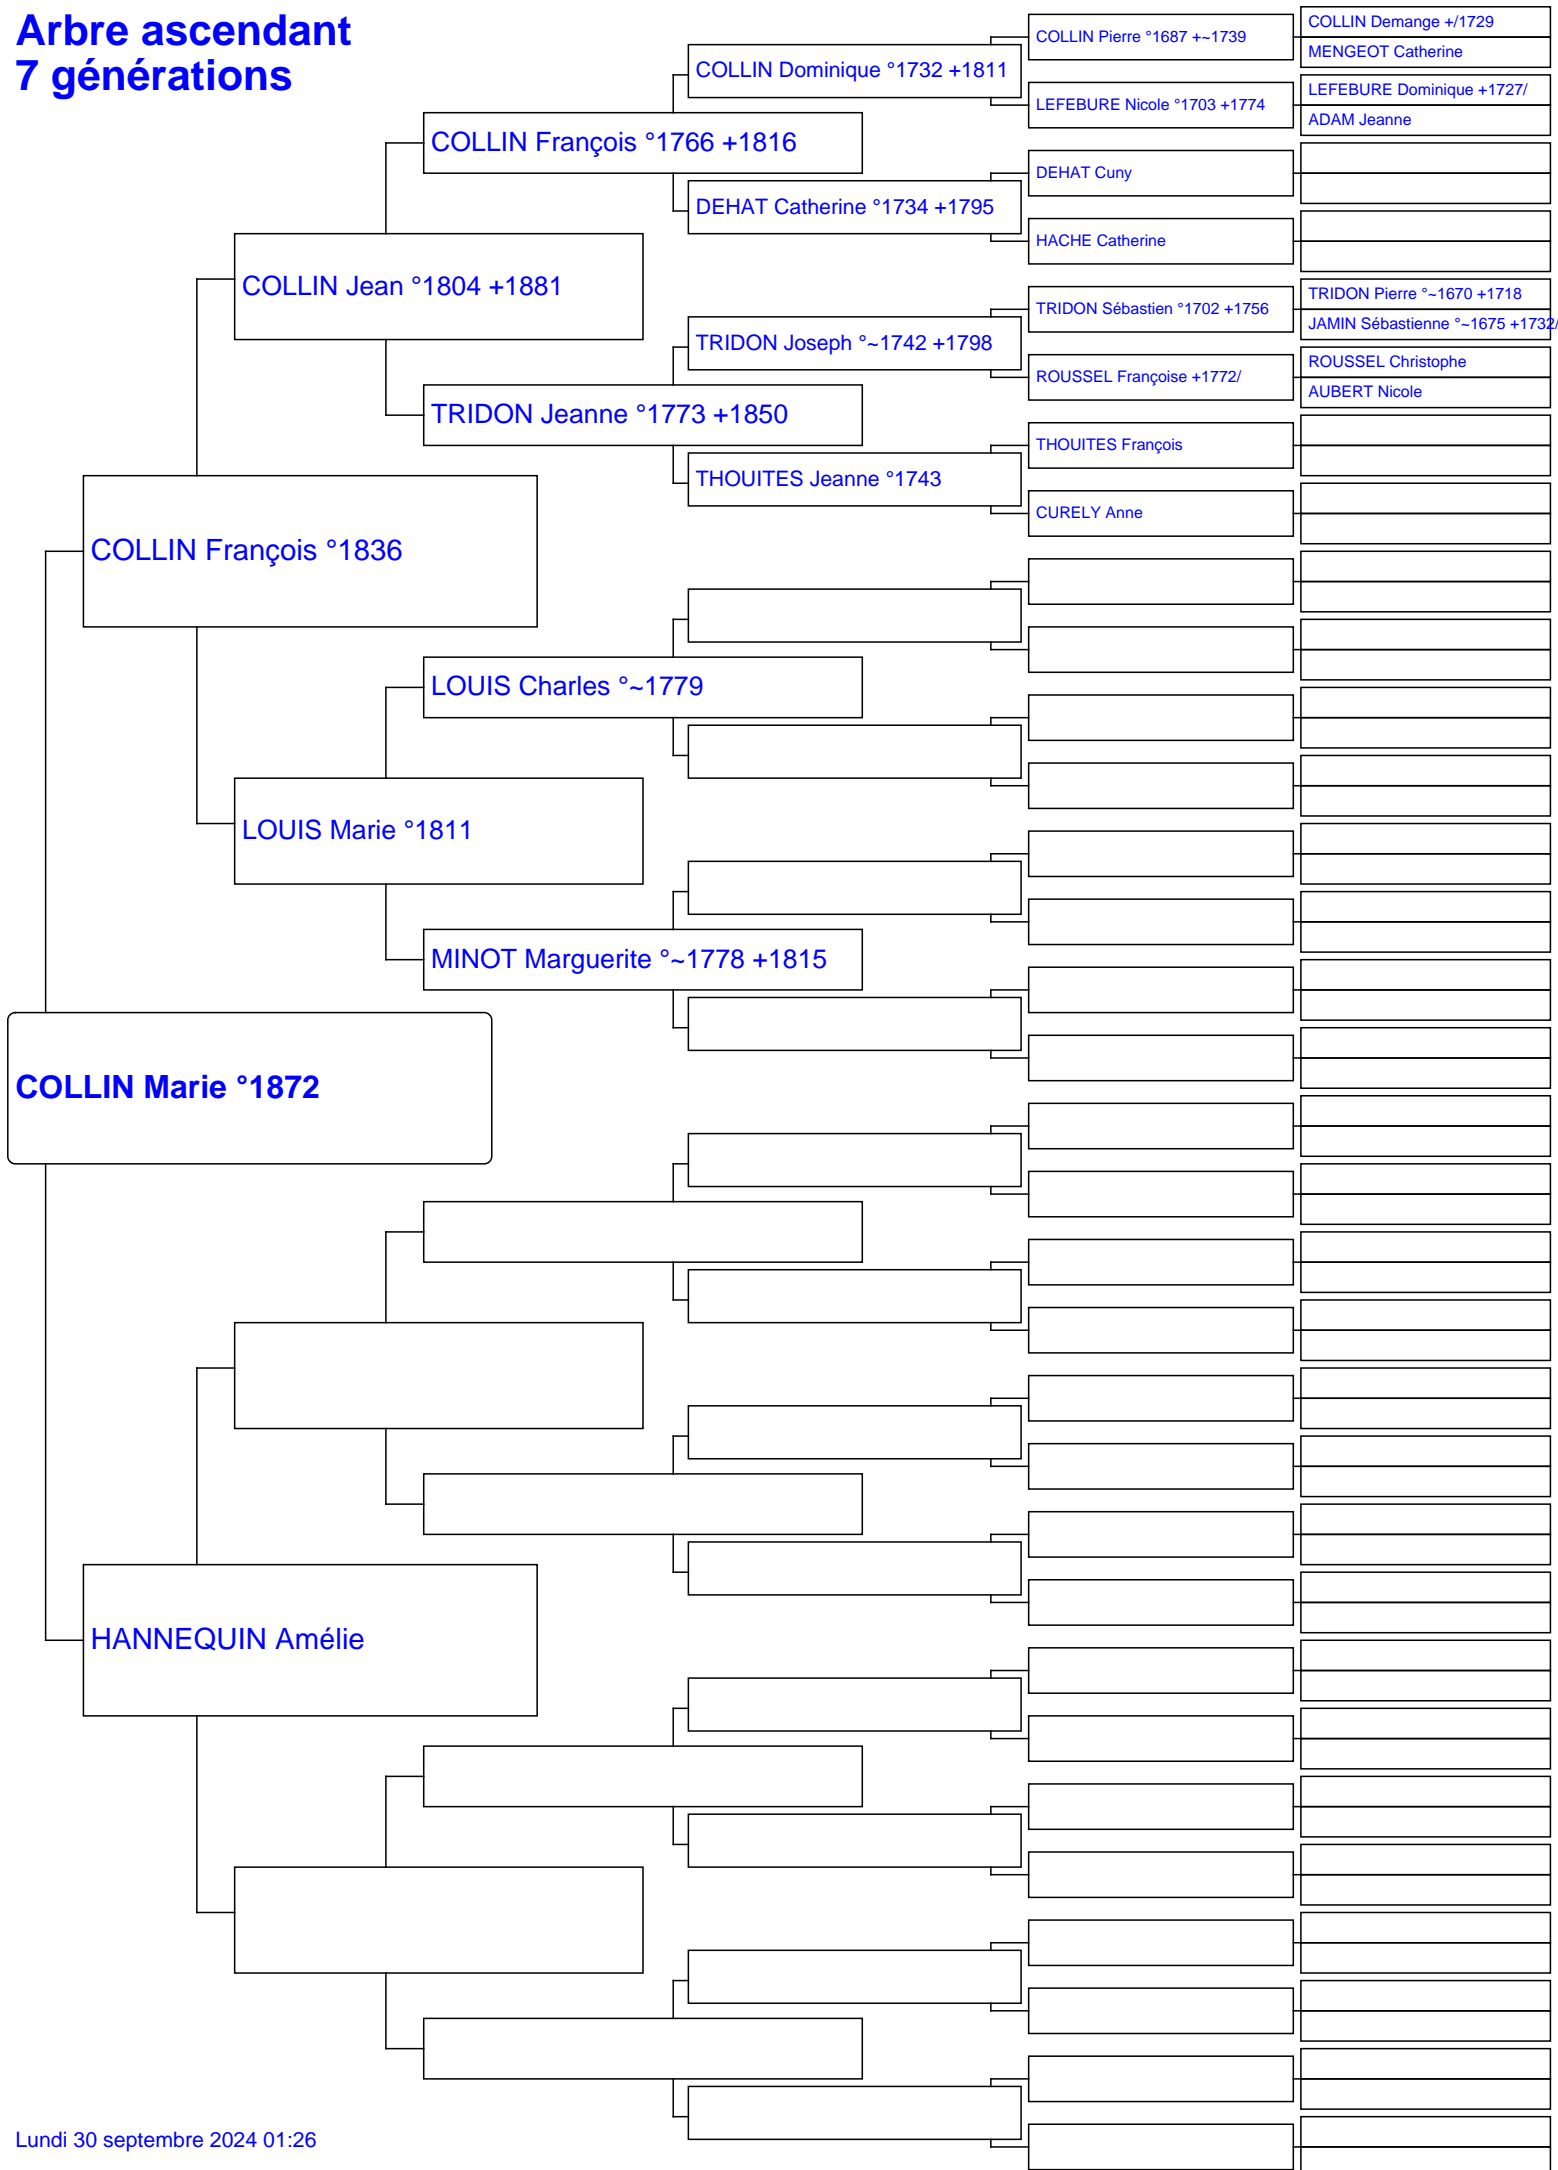 Arbre ascendant
7 générations
COLLIN Marie °1872
COLLIN François °1836
HANNEQUIN Amélie
COLLIN Jean °1804 +1881
LOUIS Marie °1811
COLLIN François °1766 +1816
TRIDON Jeanne °1773 +1850
LOUIS Charles °~1779
MINOT Marguerite °~1778 +1815
COLLIN Dominique °1732 +1811
DEHAT Catherine °1734 +1795
TRIDON Joseph °~1742 +1798
THOUITES Jeanne °1743
COLLIN Pierre °1687 +~1739
LEFEBURE Nicole °1703 +1774
DEHAT Cuny
HACHE Catherine
TRIDON Sébastien °1702 +1756
ROUSSEL Françoise +1772/
THOUITES François
CURELY Anne
COLLIN Demange +/1729
MENGEOT Catherine
LEFEBURE Dominique +1727/
ADAM Jeanne
TRIDON Pierre °~1670 +1718
JAMIN Sébastienne °~1675 +1732/
ROUSSEL Christophe
AUBERT Nicole
Lundi 30 septembre 2024 01:26